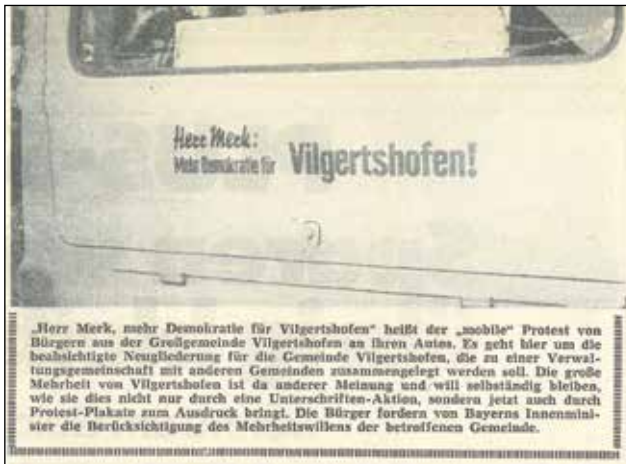 Herr Merk:
Mehr Demokratie für Vilgertshofen!
„Herr Merk, mehr Demokratie für Vilgertshofen“ heißt der „mobile“ Protest von
Bürgern aus der Großgemeinde Vilgertshofen an ihren Autos. Es geht hier um die
beabsichtigte Neugliederung für die Gemeinde Vilgertshofen, die zu einer Verwal-
tungsgemeinschaft mit anderen Gemeinden zusammengelegt werden soll. Die große
Mehrheit von Vilgertshofen ist da anderer Meinung und will selbständig bleiben,
wie sie dies nicht nur durch eine Unterschriften-Aktion, sondern jetzt auch durch
Protest-Plakate zum Ausdruck bringt. Die Bürger fordern von Bayerns Innenmini-
ster die Berücksichtigung des Mehrheitswillens der betroffenen Gemeinde.